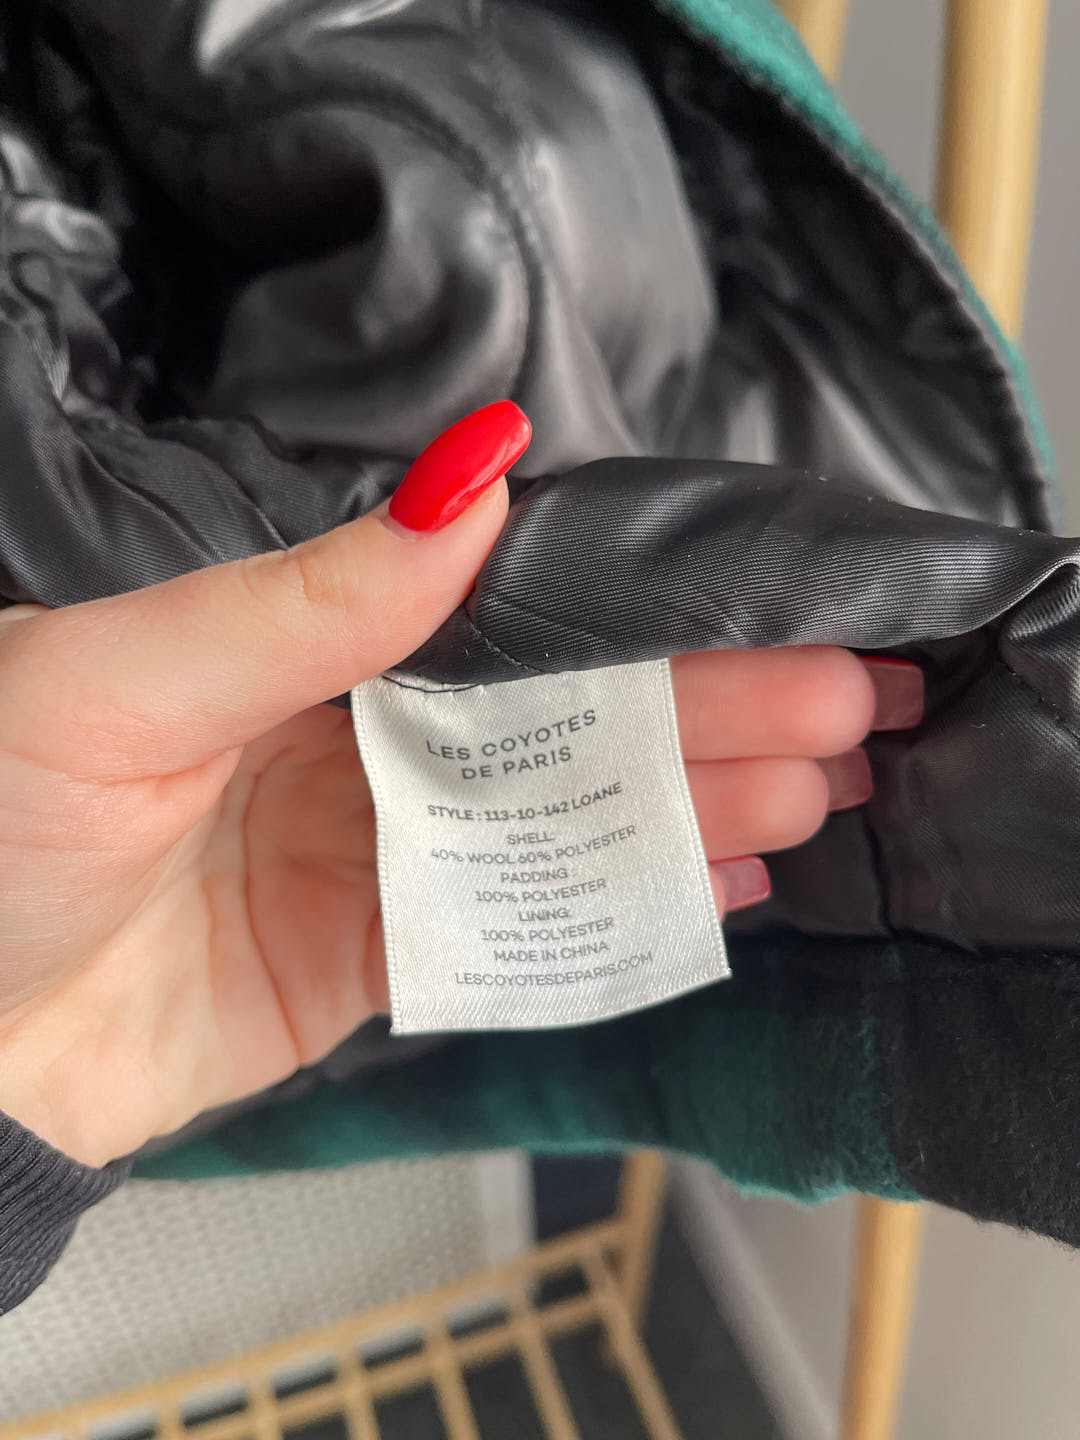 LES COYOTES
DE PARIS
STYLE : 113-10-142 LOANE
SHELL:
40% WOOL 60% POLYESTER
PADDING :
100% POLYESTER
LINING:
100% POLYESTER
MADE IN CHINA
LESCOYOTESDEPARIS.COM